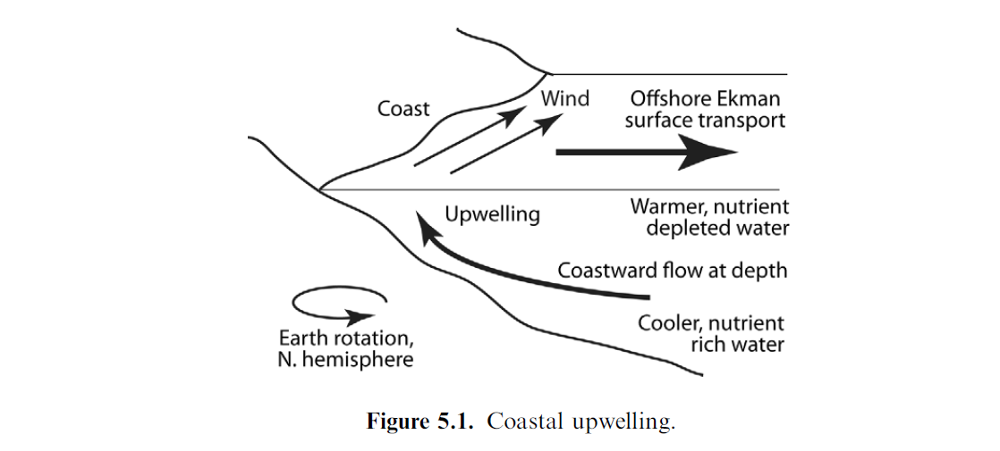 Coast
Wind
Offshore Ekman
surface transport
Upwelling
Warmer, nutrient
depleted water
Coastward flow at depth
Earth rotation,
N. hemisphere
Cooler, nutrient
rich water
Figure 5.1. Coastal upwelling.